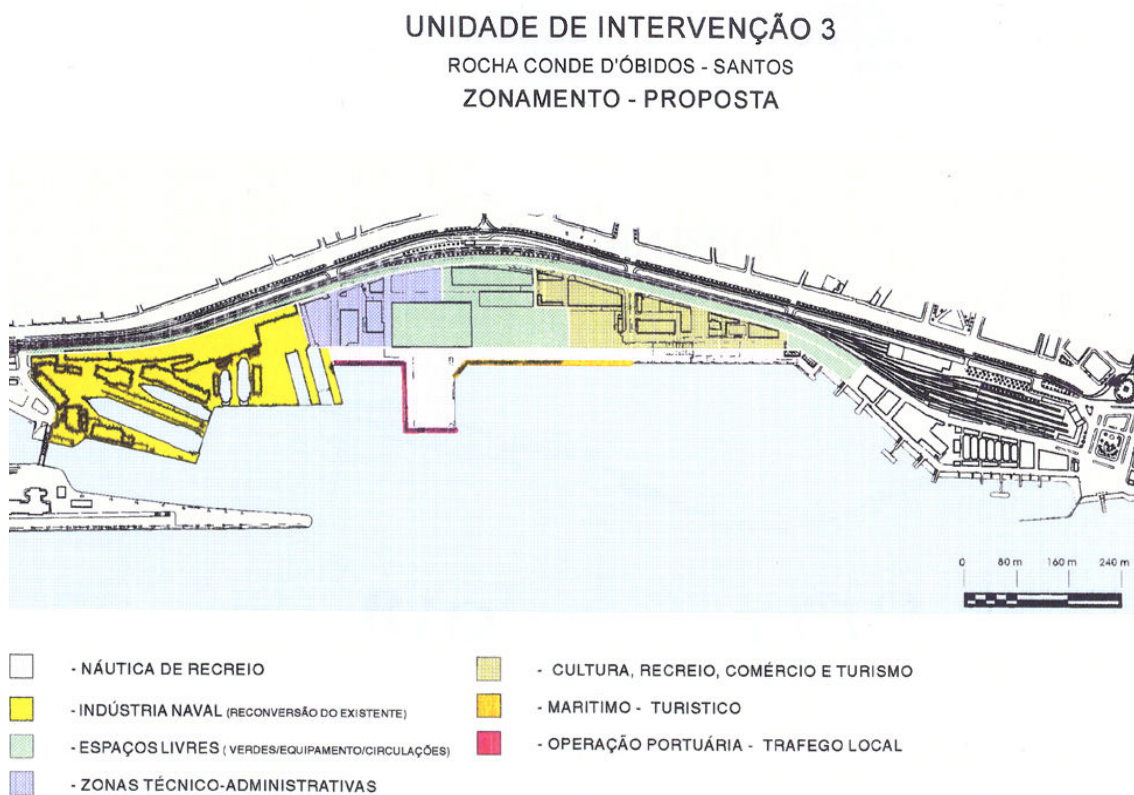 UNIDADE DE INTERVENÇÃO 3
ROCHA CONDE D'ÓBIDOS - SANTOS
ZONAMENTO - PROPOSTA
0 80 m 160 m 240 m
- NÁUTICA DE RECREIO
- INDÚSTRIA NAVAL (RECONVERSÃO DO EXISTENTE)
- ESPAÇOS LIVRES ( VERDES/EQUIPAMENTO/CIRCULAÇÕES)
- ZONAS TÉCNICO-ADMINISTRATIVAS
- CULTURA, RECREIO, COMÉRCIO E TURISMO
- MARITIMO - TURISTICO
- OPERAÇÃO PORTUÁRIA - TRAFEGO LOCAL